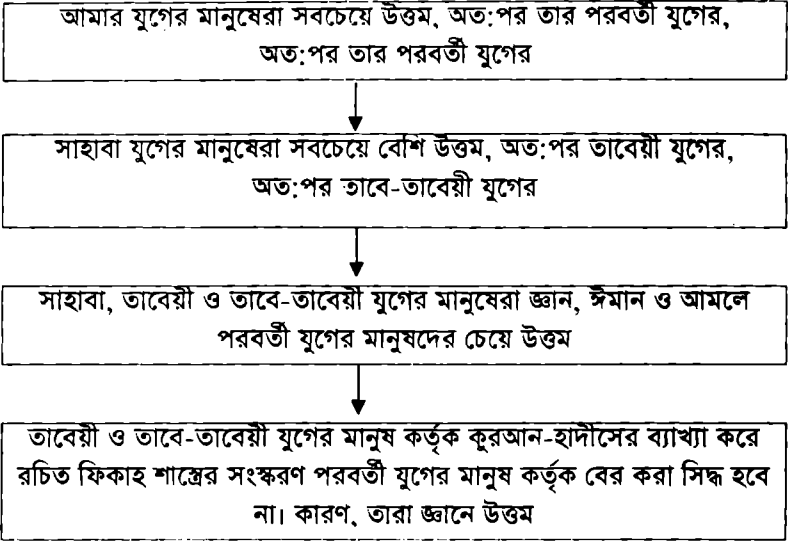 আমার যুগের মানুষেরা সবচেয়ে উত্তম, অত:পর তার পরবর্তী যুগের,
অত:পর তার পরবর্তী যুগের
সাহাবা যুগের মানুষেরা সবচেয়ে বেশি উত্তম, অত:পর তাবেয়ী যুগের,
অত:পর তাবে-তাবেয়ী যুগের
সাহাবা, তাবেয়ী ও তাবে-তাবেয়ী যুগের মানুষেরা জ্ঞান, ঈমান ও আমলে
পরবর্তী যুগের মানুষদের চেয়ে উত্তম
তাবেয়ী ও তাবে-তাবেয়ী যুগের মানুষ কর্তৃক কুরআন-হাদীসের ব্যাখ্যা করে
রচিত ফিকাহ শাস্ত্রের সংস্করণ পরবর্তী যুগের মানুষ কর্তৃক বের করা সিদ্ধ হবে
না। কারণ, তারা জ্ঞানে উত্তম